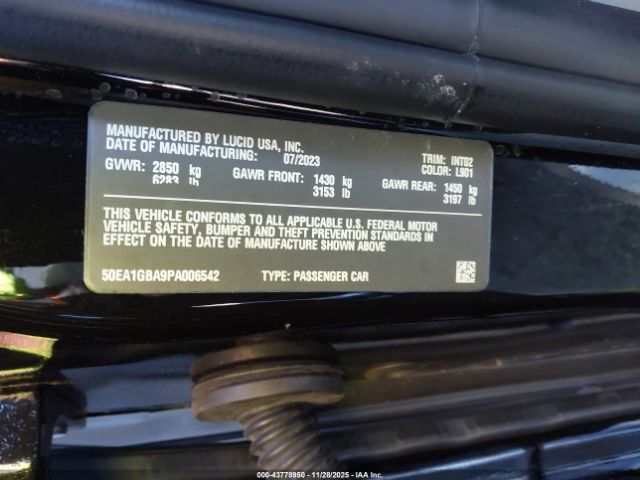 MANUFACTURED BY LUCID USA, INC.
DATE OF MANUFACTURING: 07/2023 TRIM: INT02
COLOR: L901
GVWR: 2850 kg GAWR FRONT: 1430 kg GAWR REAR: 1450 kg
6283 lb 3153 lb 3197 lb
THIS VEHICLE CONFORMS TO ALL APPLICABLE U.S. FEDERAL MOTOR
VEHICLE SAFETY, BUMPER AND THEFT PREVENTION STANDARDS IN
EFFECT ON THE DATE OF MANUFACTURE SHOWN ABOVE
50EA1GBA9PA006542 TYPE: PASSENGER CAR
000-43778950 - 11/28/2025 - IAA Inc.